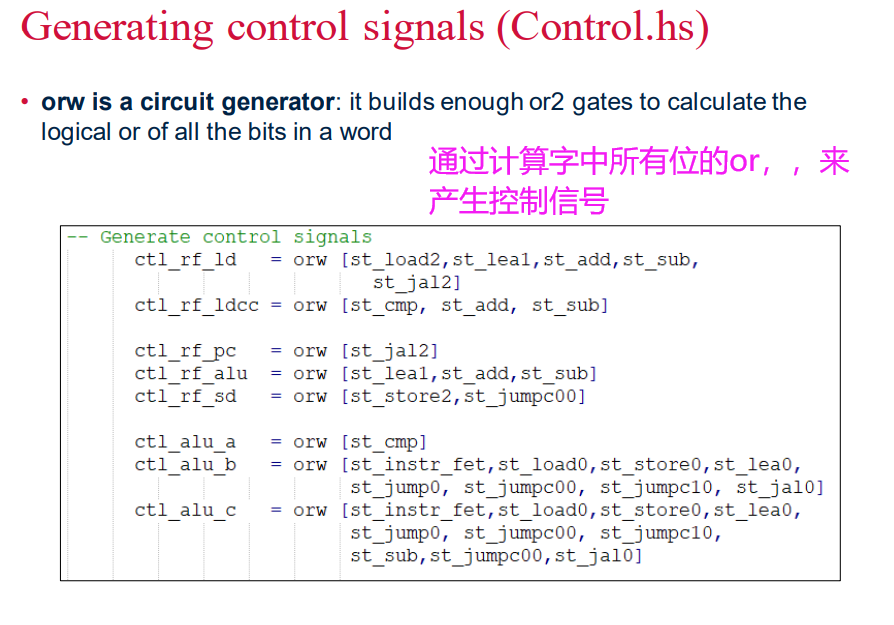 Generating control signals (Control.hs)
• orw is a circuit generator: it builds enough or2 gates to calculate the
logical or of all the bits in a word
通过计算字中所有位的or，，来
产生控制信号
-- Generate control signals
ctl_rf_ld   = orw [st_load2,st_lea1,st_add,st_sub,
st_jal2]
ctl_rf_ldcc = orw [st_cmp, st_add, st_sub]
ctl_rf_pc   = orw [st_jal2]
ctl_rf_alu  = orw [st_lea1,st_add,st_sub]
ctl_rf_sd   = orw [st_store2,st_jumpc00]
ctl_alu_a   = orw [st_cmp]
ctl_alu_b   = orw [st_instr_fet,st_load0,st_store0,st_lea0,
st_jump0, st_jumpc00, st_jumpc10, st_jal0]
ctl_alu_c   = orw [st_instr_fet,st_load0,st_store0,st_lea0,
st_jump0, st_jumpc00, st_jumpc10,
st_sub,st_jumpc00,st_jal0]